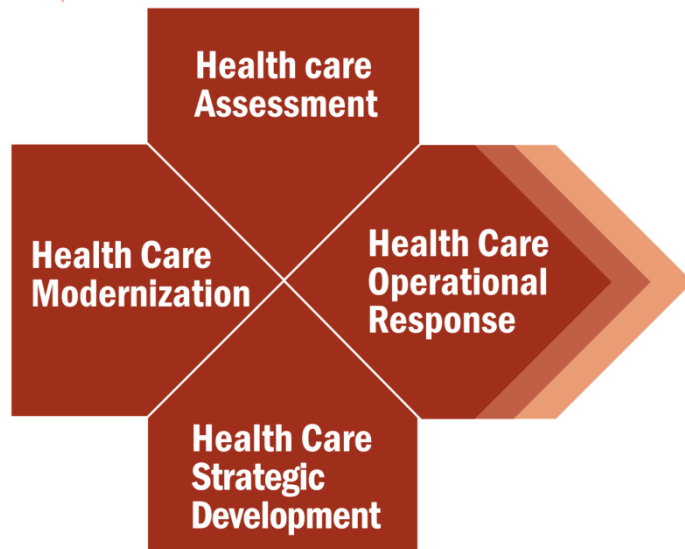 Health care
Assessment
Health Care
Modernization
Health Care
Operational
Response
Health Care
Strategic
Development